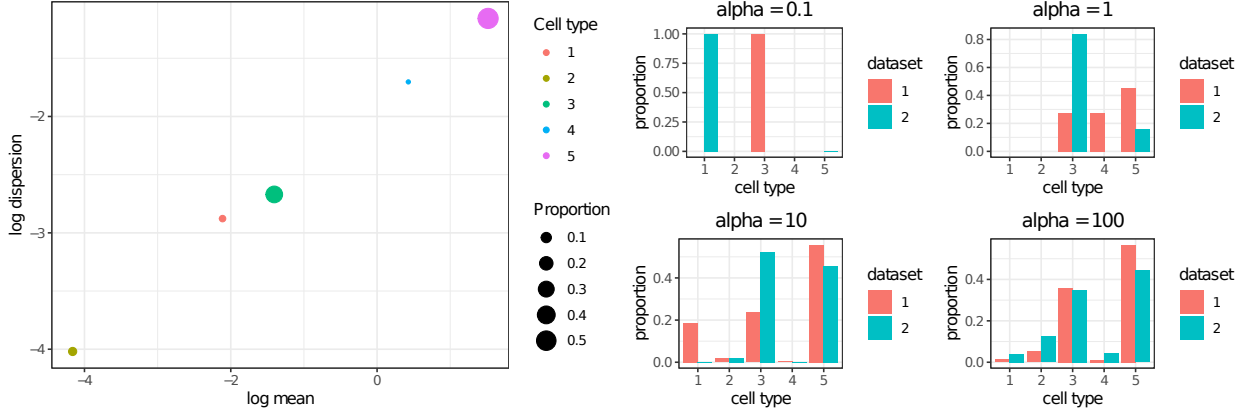 −2
−3
−4
log dispersion
−4
−2
0
log mean
Cell type
1
2
3
4
5
Proportion
0.1
0.2
0.3
0.4
0.5
alpha = 0.1
1.00
0.75
0.50
0.25
0.00
proportion
1 2 3 4 5
cell type
dataset
1
2
alpha = 1
0.8
0.6
0.4
0.2
0.0
proportion
1 2 3 4 5
cell type
dataset
1
2
alpha = 10
0.4
0.2
0.0
proportion
1 2 3 4 5
cell type
dataset
1
2
alpha = 100
0.4
0.2
0.0
proportion
1 2 3 4 5
cell type
dataset
1
2